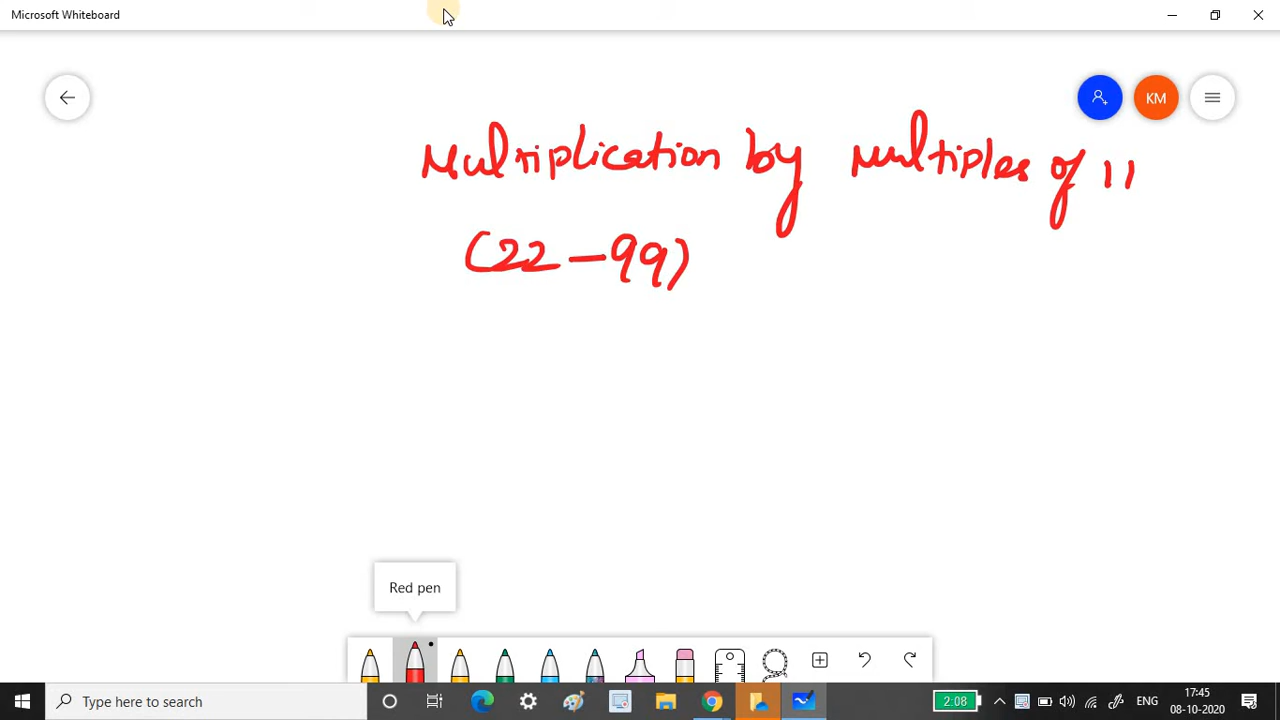 Microsoft Whiteboard
KM
Multiplication by multiples of 11
(22-99)
Red pen
Type here to search
2:08
ENG
17:45
08-10-2020